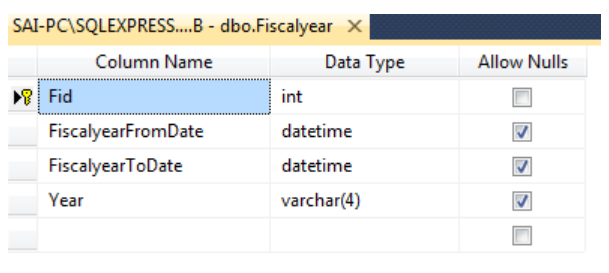 SAI-PC\SQLEXPRESS....B - dbo.Fiscalyear
Column Name Data Type Allow Nulls
Fid int
FiscalyearFromDate datetime
FiscalyearToDate datetime
Year varchar(4)